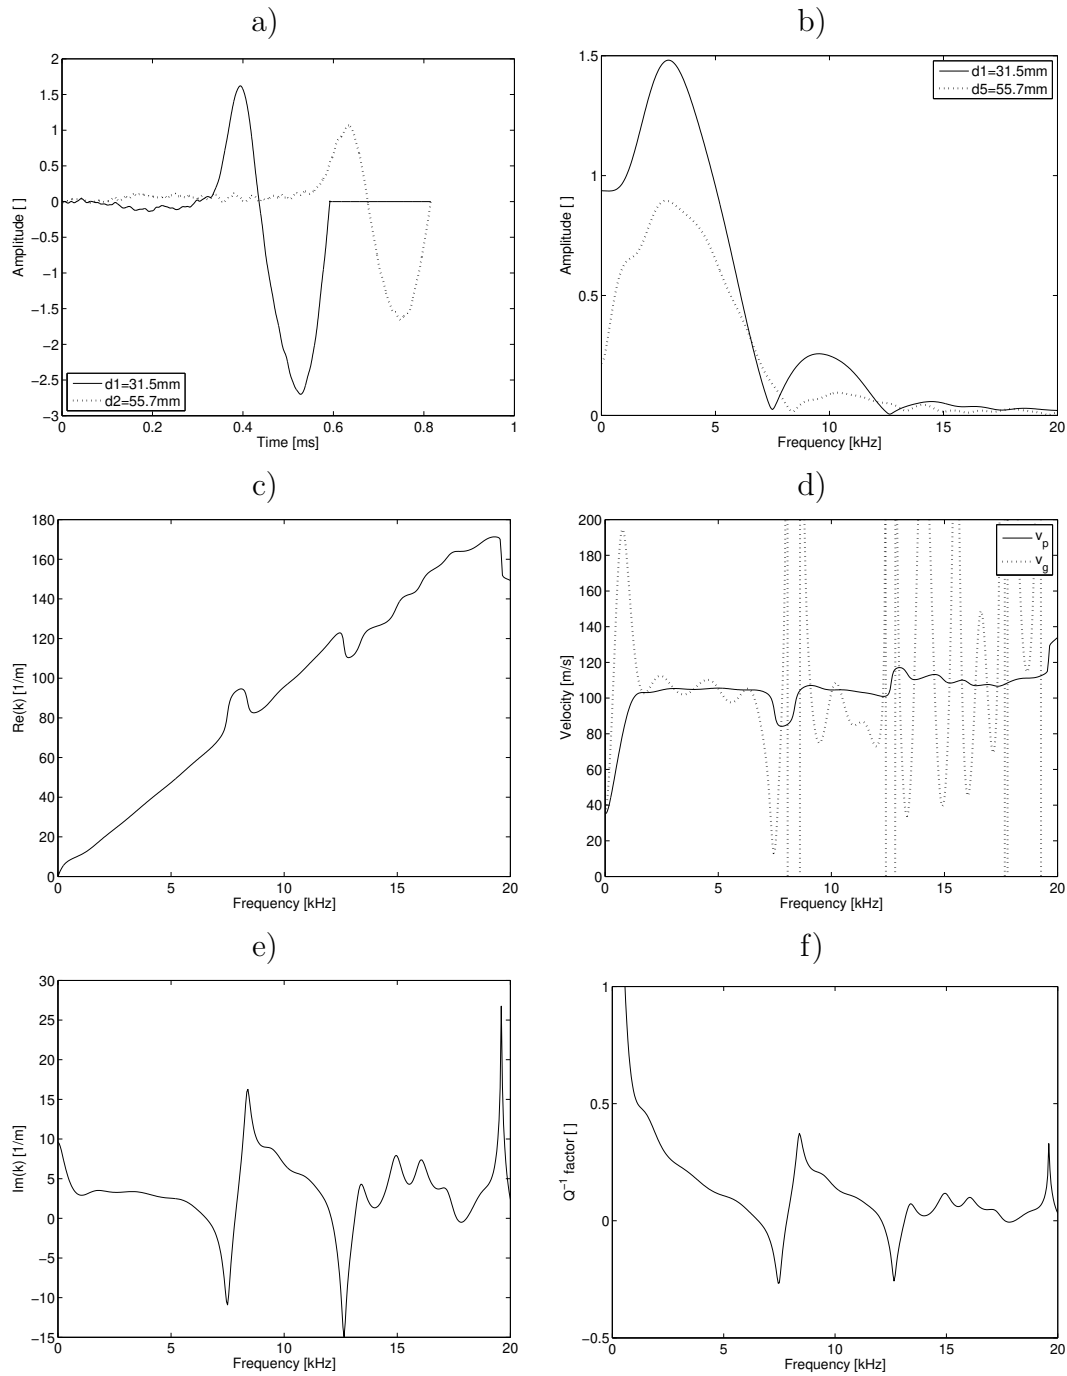 a)
2
1.5
1
0.5
0
−0.5
−1
−1.5
−2
−2.5
−3
0 0.2 0.4 0.6 0.8 1
Time [ms]
Amplitude [ ]
d1=31.5mm
d2=55.7mm
b)
1.5
1
0.5
0
0 5 10 15 20
Frequency [kHz]
Amplitude [ ]
d1=31.5mm
d5=55.7mm
c)
180
160
140
120
100
80
60
40
20
0
0 5 10 15 20
Frequency [kHz]
Re(k) [1/m]
d)
200
180
160
140
120
100
80
60
40
20
0
0 5 10 15 20
Frequency [kHz]
Velocity [m/s]
v_p
v_g
e)
30
25
20
15
10
5
0
−5
−10
−15
0 5 10 15 20
Frequency [kHz]
Im(k) [1/m]
f)
1
0.5
0
−0.5
0 5 10 15 20
Frequency [kHz]
Q⁻¹ factor [ ]